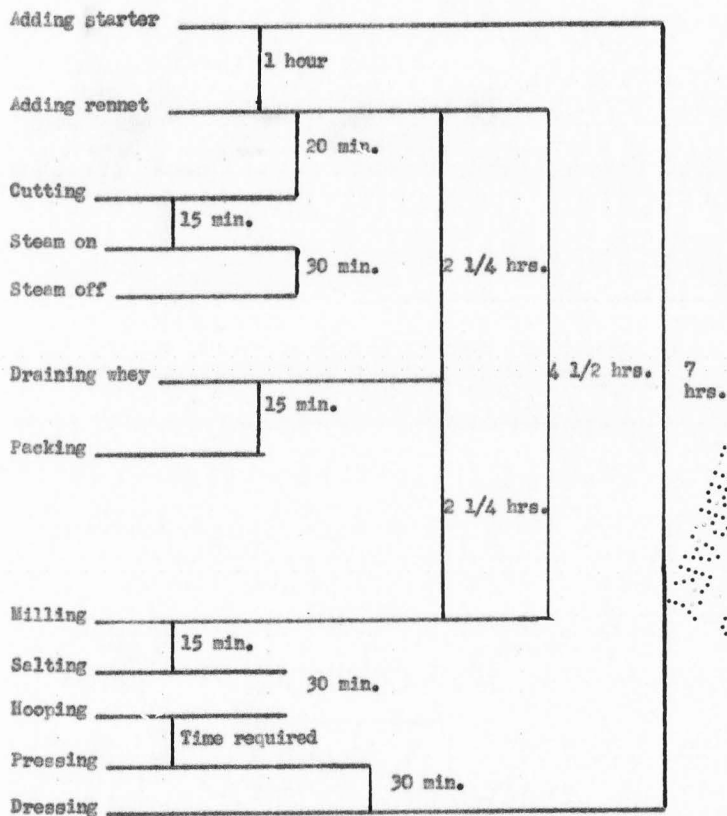 Adding starter
1 hour
Adding rennet
20 min.
Cutting
15 min.
Steam on
30 min. 2 1/4 hrs.
Steam off
Draining whey 4 1/2 hrs. 7
15 min. hrs.
Packing
2 1/4 hrs.
Milling
15 min.
Salting
30 min.
Hooping
Time required
Pressing
30 min.
Dressing